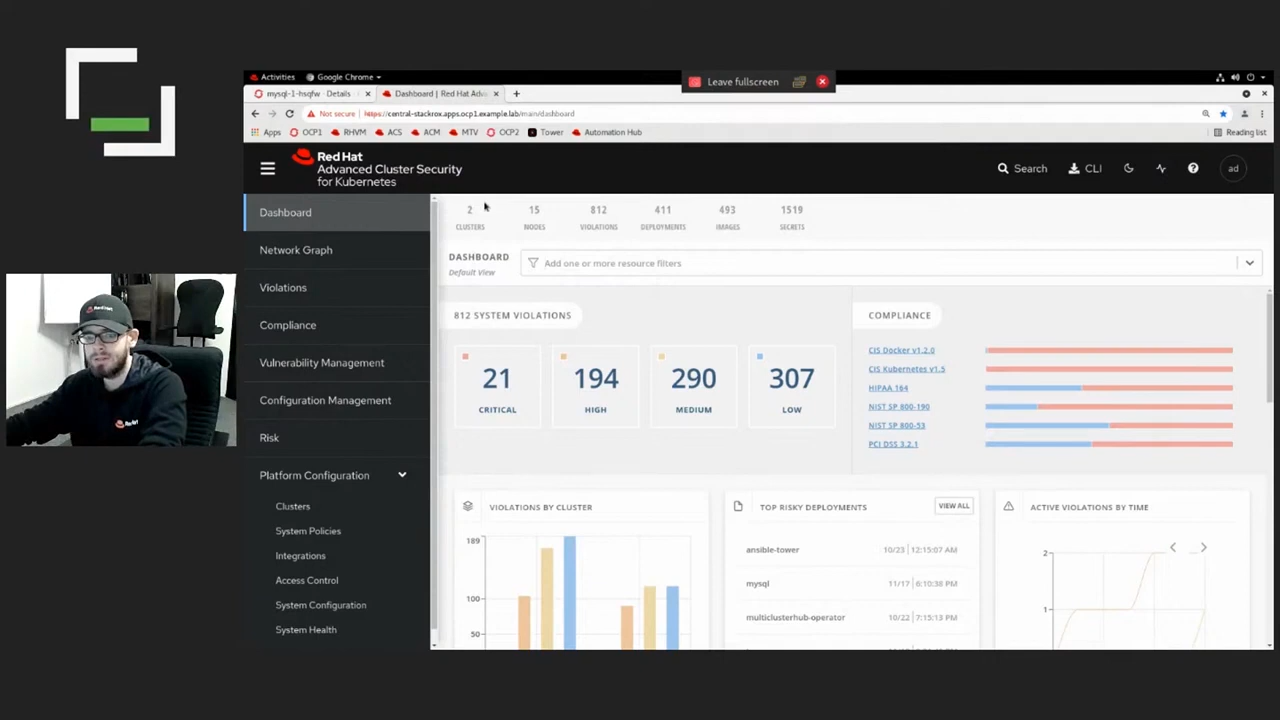 Activities Google Chrome
Leave fullscreen
mysql-1-hsqfw · Details
Dashboard | Red Hat Adva
Not secure https://central-stackrox.apps.ocp1.example.lab/main/dashboard
Apps OCP1 RHVM ACS ACM MTV OCP2 Tower Automation Hub Reading list
Red Hat
Advanced Cluster Security
for Kubernetes
Search CLI ad
Dashboard
Network Graph
Violations
Compliance
Vulnerability Management
Configuration Management
Risk
Platform Configuration
Clusters
System Policies
Integrations
Access Control
System Configuration
System Health
2 15 812 411 493 1519
CLUSTERS NODES VIOLATIONS DEPLOYMENTS IMAGES SECRETS
DASHBOARD
Default View
Add one or more resource filters
812 SYSTEM VIOLATIONS
21 194 290 307
CRITICAL HIGH MEDIUM LOW
COMPLIANCE
CIS Docker v1.2.0
CIS Kubernetes v1.5
HIPAA 164
NIST SP 800-190
NIST SP 800-53
PCI DSS 3.2.1
VIOLATIONS BY CLUSTER
189
100
50
TOP RISKY DEPLOYMENTS VIEW ALL
ansible-tower 10/23 | 12:15:07 AM
mysql 11/17 | 6:10:38 PM
multiclusterhub-operator 10/22 | 7:15:13 PM
ACTIVE VIOLATIONS BY TIME
2
1
RedHat